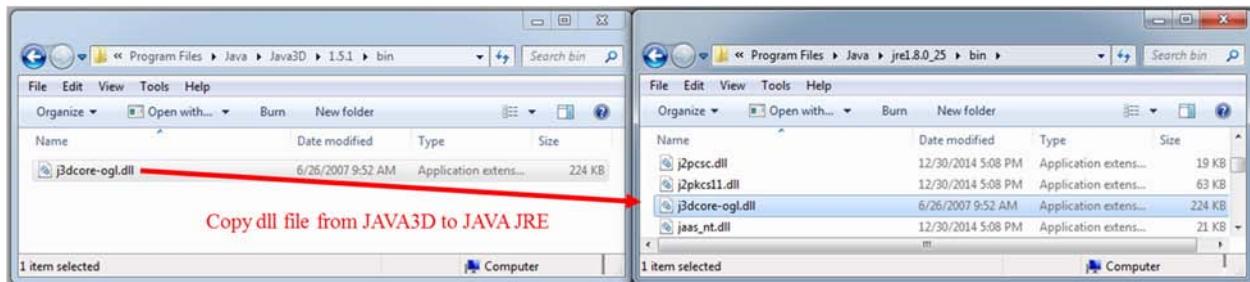 « Program Files ▸ Java ▸ Java3D ▸ 1.5.1 ▸ bin
Search bin
File Edit View Tools Help
Organize Open with... Burn New folder
Name Date modified Type Size
j3dcore-ogl.dll 6/26/2007 9:52 AM Application extens... 224 KB
Copy dll file from JAVA3D to JAVA JRE
1 item selected Computer
« Program Files ▸ Java ▸ jre1.8.0_25 ▸ bin ▸
Search bin
File Edit View Tools Help
Organize Open with... Burn New folder
Name Date modified Type Size
j2pcsc.dll 12/30/2014 5:08 PM Application extens... 19 KB
j2pkcs11.dll 12/30/2014 5:08 PM Application extens... 63 KB
j3dcore-ogl.dll 6/26/2007 9:52 AM Application extens... 224 KB
jaas_nt.dll 12/30/2014 5:08 PM Application extens... 21 KB
1 item selected Computer